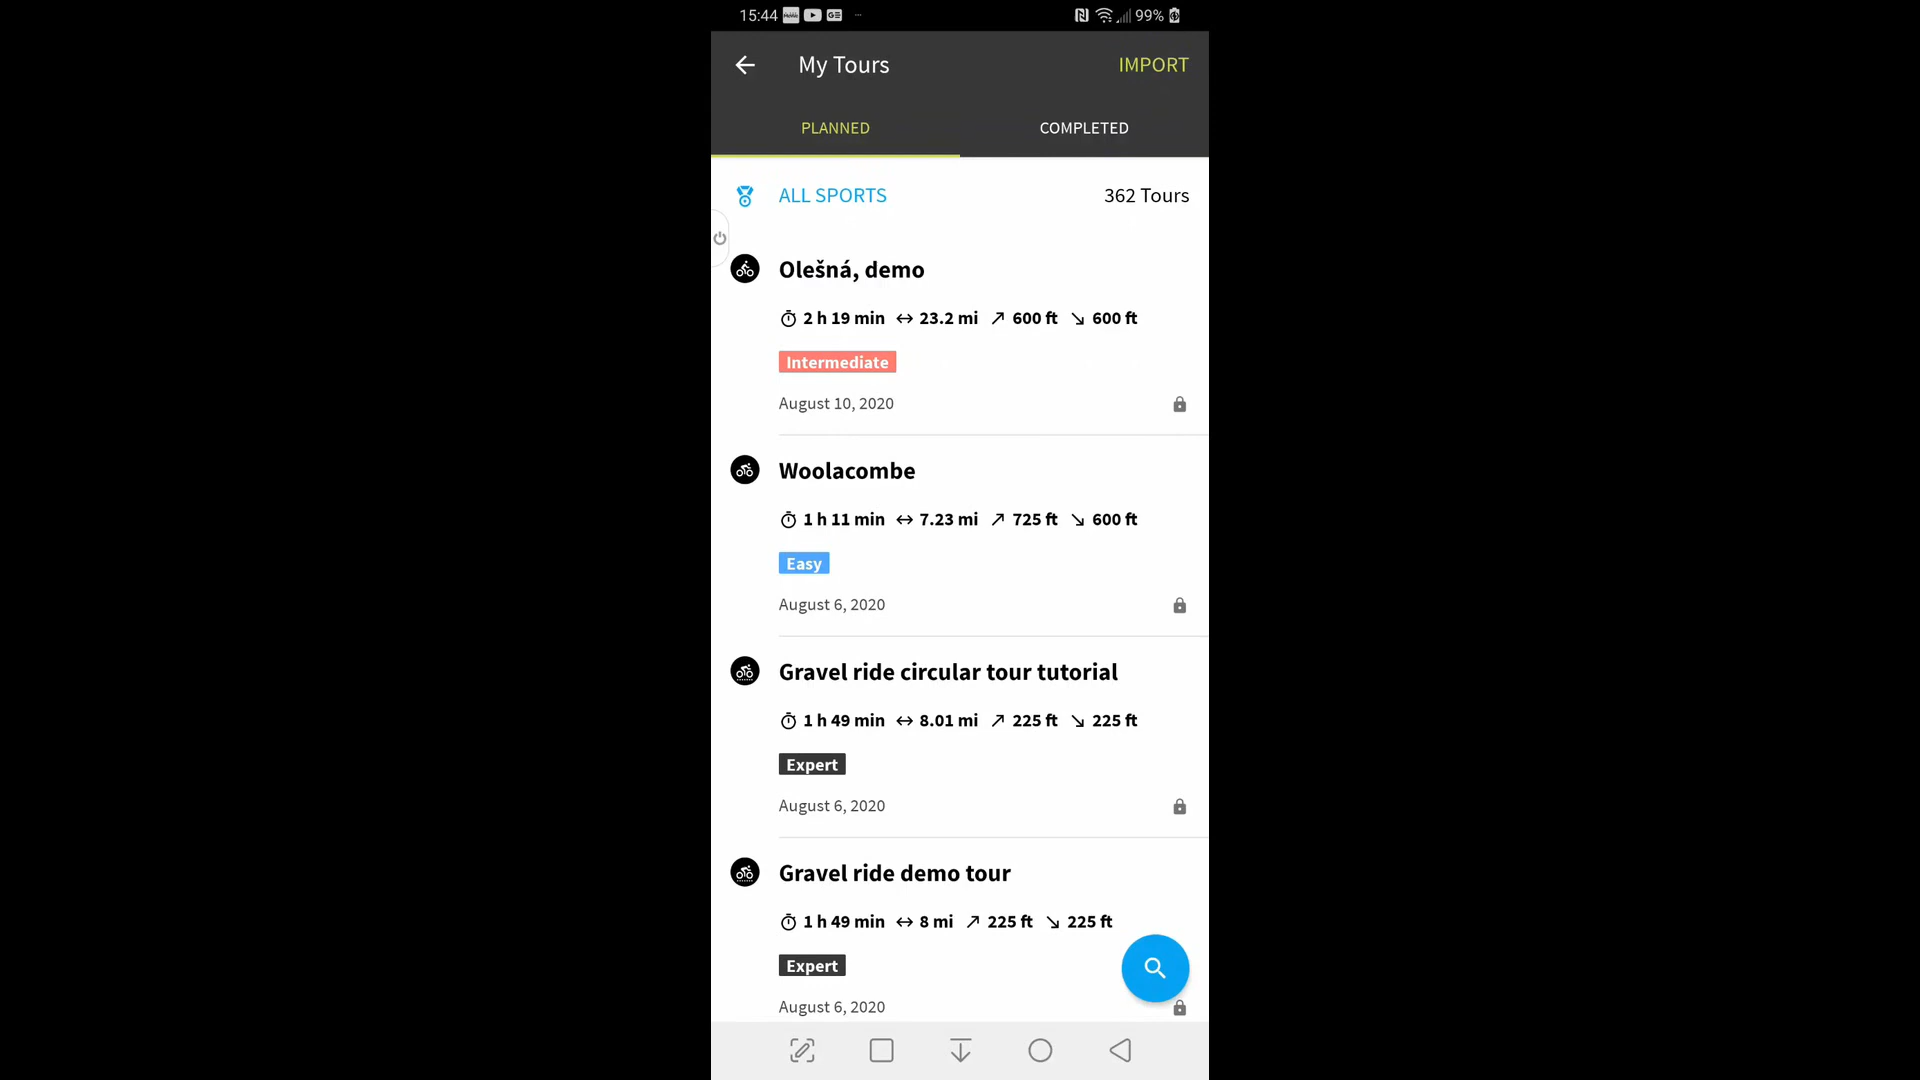 15:44 99%
My Tours IMPORT
PLANNED COMPLETED
ALL SPORTS 362 Tours
Olešná, demo
2 h 19 min 23.2 mi 600 ft 600 ft
Intermediate
August 10, 2020
Woolacombe
1 h 11 min 7.23 mi 725 ft 600 ft
Easy
August 6, 2020
Gravel ride circular tour tutorial
1 h 49 min 8.01 mi 225 ft 225 ft
Expert
August 6, 2020
Gravel ride demo tour
1 h 49 min 8 mi 225 ft 225 ft
Expert
August 6, 2020